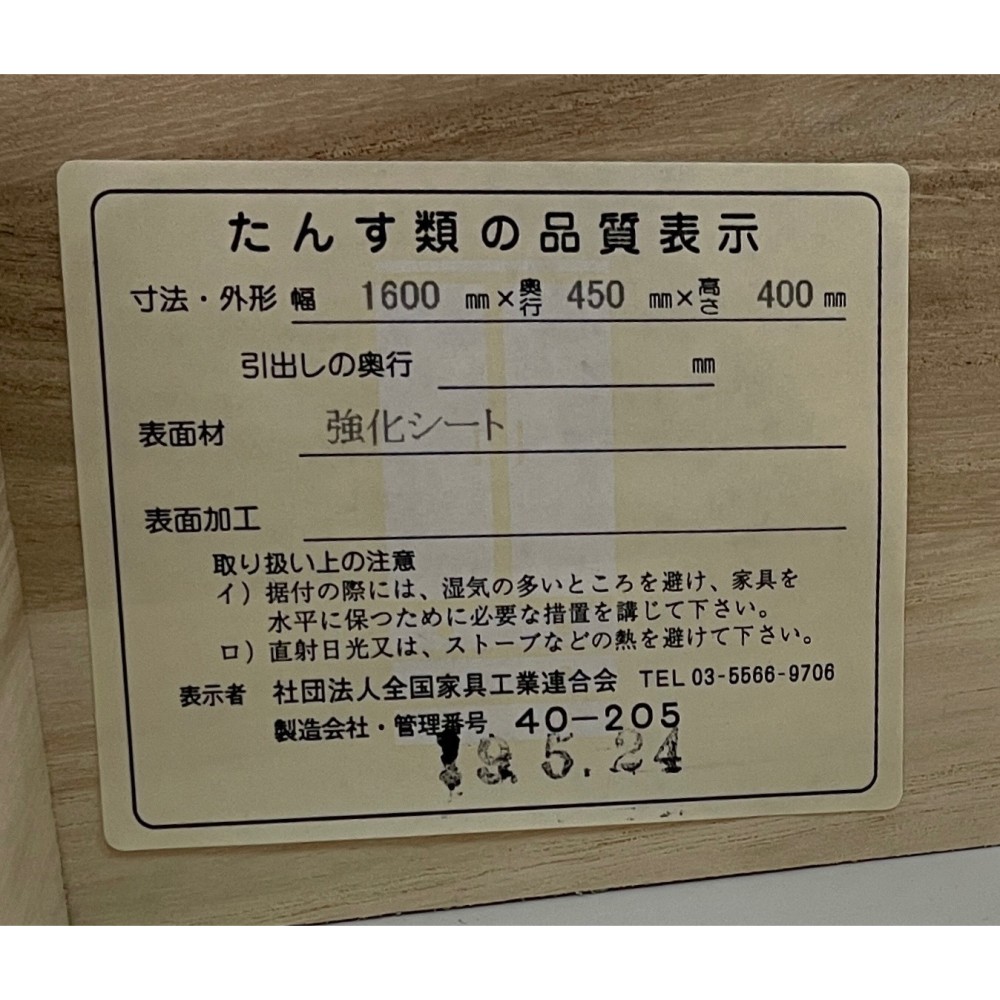 たんす類の品質表示
寸法・外形 幅 1600 mm×奥行 450 mm×高さ 400 mm
引出しの奥行 mm
表面材 強化シート
表面加工
取り扱い上の注意
イ）据付の際には、湿気の多いところを避け、家具を
水平に保つために必要な措置を講じて下さい。
ロ）直射日光又は、ストーブなどの熱を避けて下さい。
表示者 社団法人全国家具工業連合会 TEL 03-5566-9706
製造会社・管理番号 40-205
19.5.24